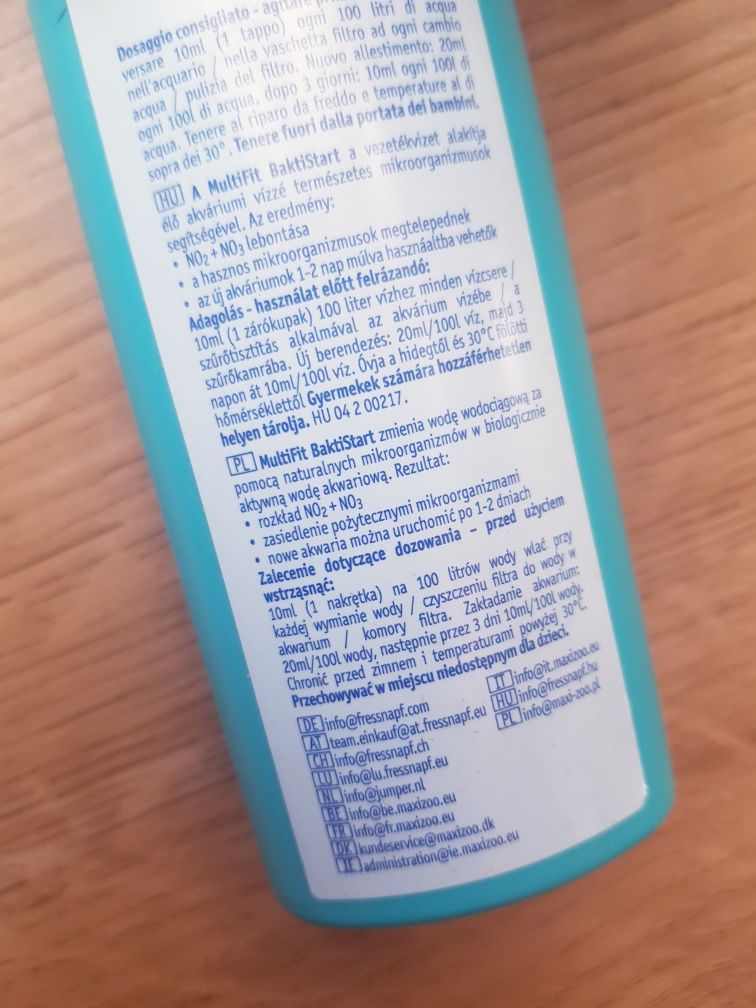 Dosaggio consigliato - agitare
versare 10ml (1 tappo) ogni 100 litri di acqua
nell'acquario / nella vaschetta filtro ad ogni cambio
acqua / pulizia del filtro. Nuovo allestimento: 20ml
ogni 100l di acqua, dopo 3 giorni: 10ml ogni 100l di
acqua. Tenere al riparo da freddo e temperature al di
sopra dei 30°. Tenere fuori dalla portata dei bambini.
HU A MultiFit BaktiStart a vezetékvizet alakítja
élő akváriumi vízzé természetes mikroorganizmusok
segítségével. Az eredmény:
• NO2 + NO3 lebontása
• a hasznos mikroorganizmusok megtelepednek
• az új akváriumok 1-2 nap múlva használtba vehetők
Adagolás - használat előtt felrázandó:
10ml (1 zárókupak) 100 liter vízhez minden vízcsere /
szűrőtisztítás alkalmával az akvárium vizébe / a
szűrőkamrába. Új berendezés: 20ml/100l víz, majd 3
napon át 10ml/100l víz. Óvja a hidegtől és 30°C fölötti
hőmérséklettől Gyermekek számára hozzáférhetetlen
helyen tárolja. HU 04 2 00217.
PL MultiFit BaktiStart zmienia wodę wodociągową za
pomocą naturalnych mikroorganizmów w biologicznie
aktywną wodę akwariową. Rezultat:
• rozkład NO2 + NO3
• zasiedlenie pożytecznymi mikroorganizmami
• nowe akwaria można uruchomić po 1-2 dniach
Zalecenie dotyczące dozowania – przed użyciem
wstrząsnąć:
10ml (1 nakrętka) na 100 litrów wody wlać przy
każdej wymianie wody / czyszczeniu filtra do wody w
akwarium / komory filtra. Zakładanie akwarium:
20ml/100l wody, następnie przez 3 dni 10ml/100l wody.
Chronić przed zimnem i temperaturami powyżej 30°C.
Przechowywać w miejscu niedostępnym dla dzieci.
DE info@fressnapf.com
AT team.einkauf@at.fressnapf.eu
CH info@fressnapf.ch
LU info@lu.fressnapf.eu
NL info@jumper.nl
BE info@be.maxizoo.eu
FR info@fr.maxizoo.eu
DK kundeservice@maxizoo.dk
IE administration@ie.maxizoo.eu
IT info@it.maxizoo.eu
HU info@fressnapf.hu
PL info@maxi-zoo.pl